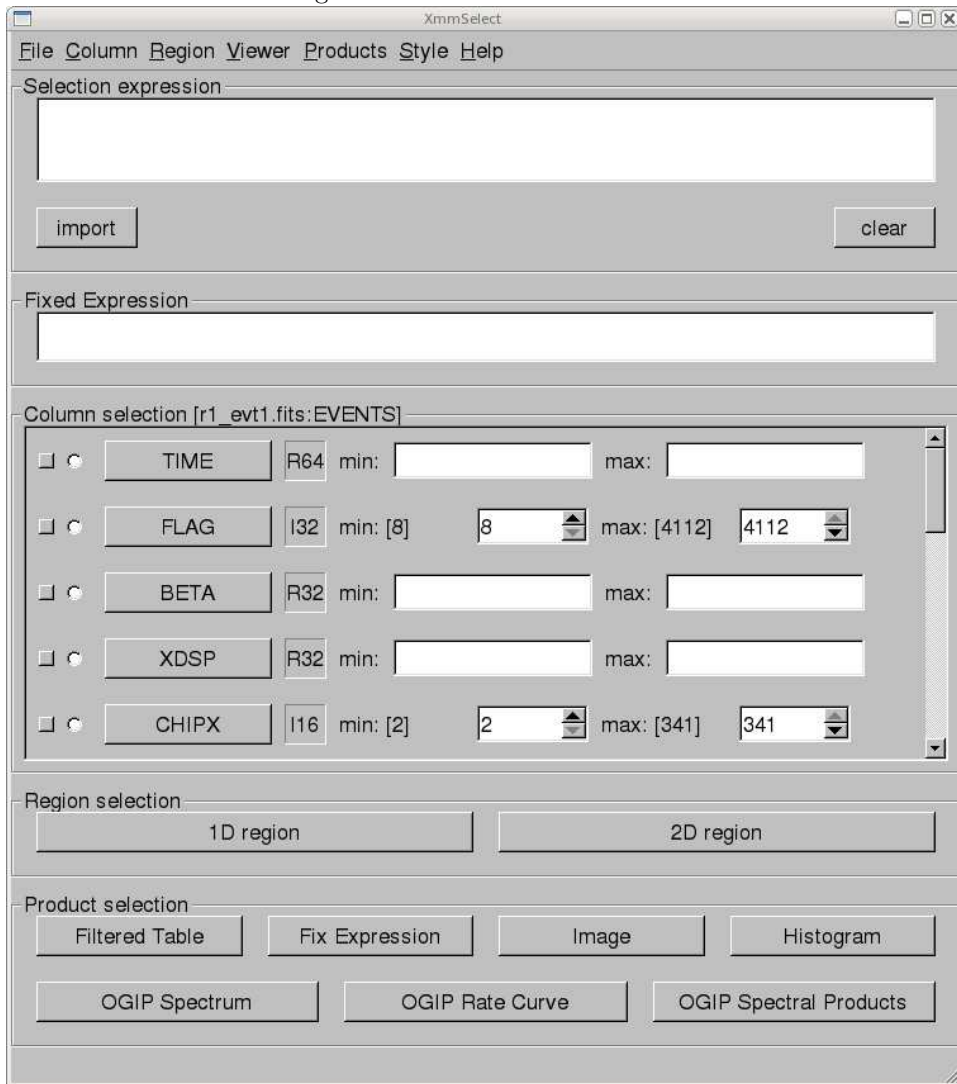 XmmSelect
File Column Region Viewer Products Style Help
Selection expression
import clear
Fixed Expression
Column selection [r1_evt1.fits:EVENTS]
TIME R64 min: max:
FLAG I32 min: [8] 8 max: [4112] 4112
BETA R32 min: max:
XDSP R32 min: max:
CHIPX I16 min: [2] 2 max: [341] 341
Region selection
1D region 2D region
Product selection
Filtered Table Fix Expression Image Histogram
OGIP Spectrum OGIP Rate Curve OGIP Spectral Products